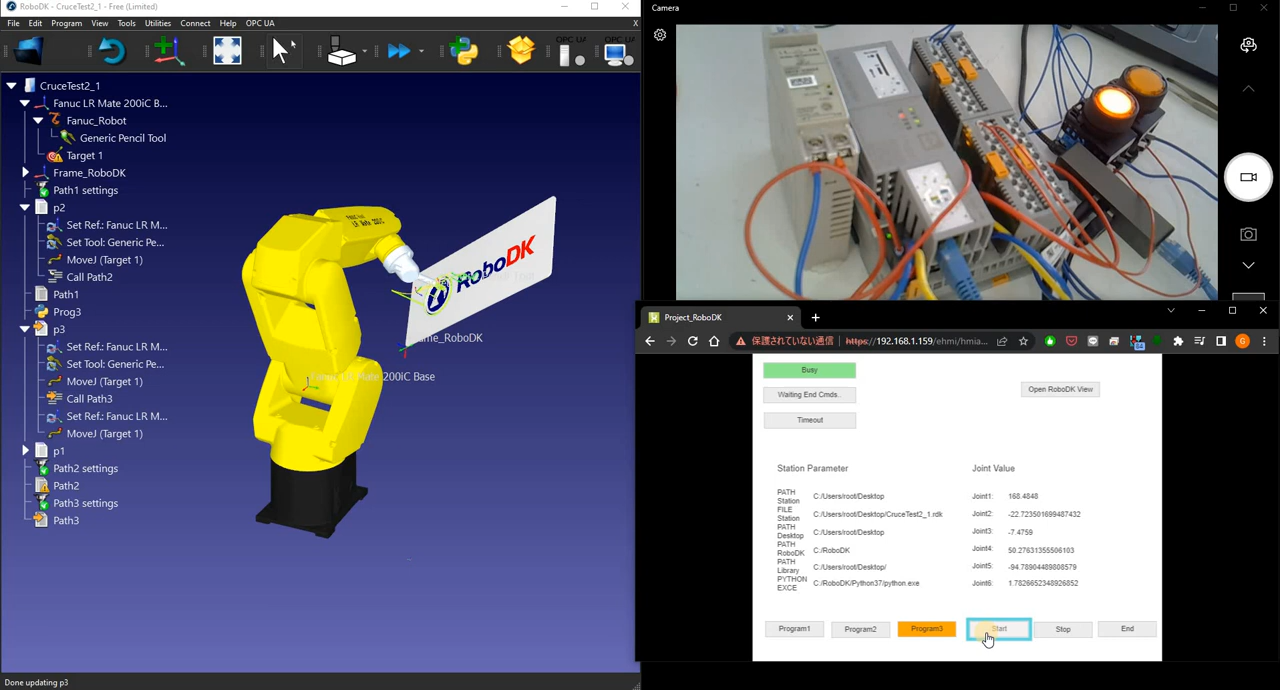 RoboDK - CruceTest2_1 - Free (Limited)
File Edit Program View Tools Utilities Connect Help OPC UA X
OPC UA OPC UA
CruceTest2_1
Fanuc LR Mate 200iC B...
Fanuc_Robot
Generic Pencil Tool
Target 1
Frame_RoboDK
Path1 settings
p2
Set Ref.: Fanuc LR M...
Set Tool: Generic Pe...
MoveJ (Target 1)
Call Path2
Path1
Prog3
p3
Set Ref.: Fanuc LR M...
Set Tool: Generic Pe...
MoveJ (Target 1)
Call Path3
Set Ref.: Fanuc LR M...
MoveJ (Target 1)
p1
Path2 settings
Path2
Path3 settings
Path3
FANUC
LR Mate 200iC
RoboDK
Frame_RoboDK
Fanuc LR Mate 200iC Base
Done updating p3
Camera
Project_RoboDK
保護されていない通信 https://192.168.1.159/ehmi/hmia...
84
G
Busy
Waiting End Cmds..
Timeout
Open RoboDK View
Station Parameter
PATH Station C:/Users/root/Desktop
FILE Station C:/Users/root/Desktop/CruceTest2_1.rdk
PATH Desktop C:/Users/root/Desktop
PATH RoboDK C:/RoboDK
PATH Library C:/Users/root/Desktop/
PYTHON EXCE C:/RoboDK/Python37/python.exe
Joint Value
Joint1: 168.4848
Joint2: -22.723501699487432
Joint3: -7.4759
Joint4: 50.27631355506103
Joint5: -94.78904489808579
Joint6: 1.7826652348926852
Program1 Program2 Program3 Start Stop End